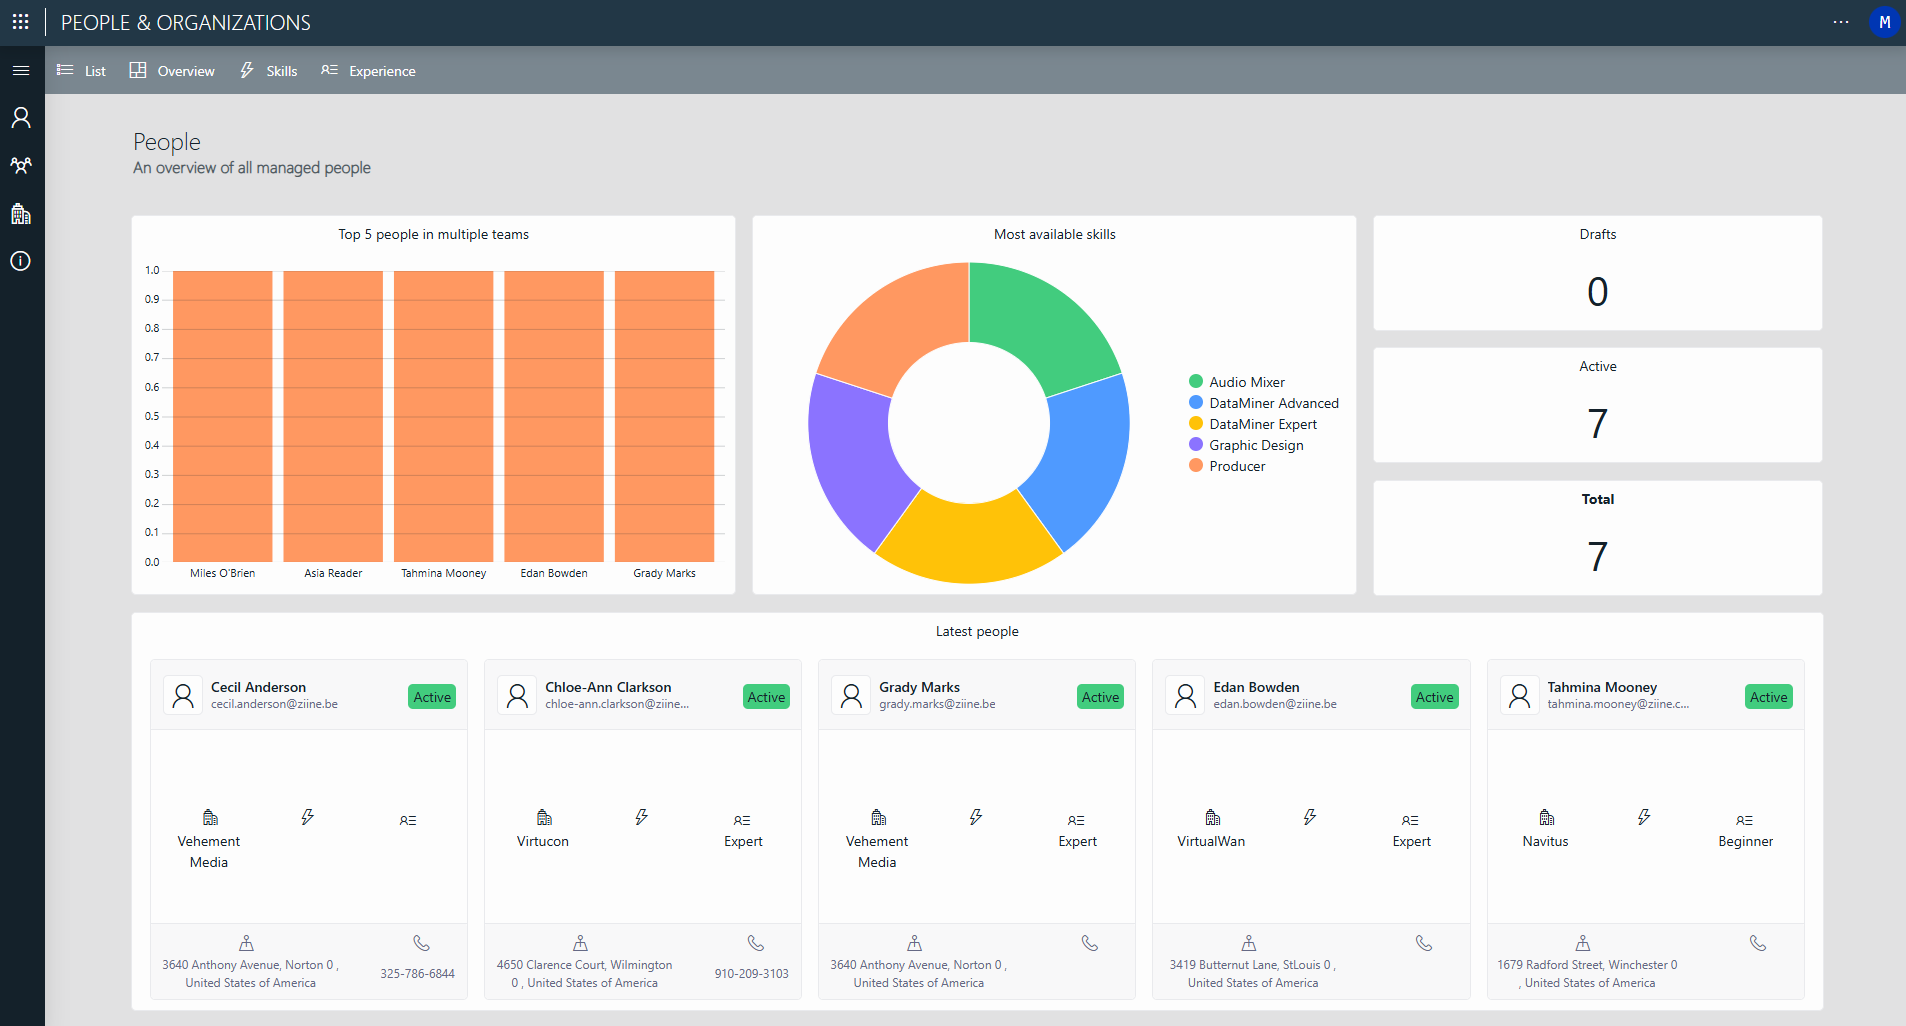 PEOPLE & ORGANIZATIONS
...
M
List
Overview
Skills
Experience
People
An overview of all managed people
Top 5 people in multiple teams
1.0
0.9
0.8
0.7
0.6
0.5
0.4
0.3
0.2
0.1
0.0
Miles O'Brien
Asia Reader
Tahmina Mooney
Edan Bowden
Grady Marks
Most available skills
Audio Mixer
DataMiner Advanced
DataMiner Expert
Graphic Design
Producer
Drafts
0
Active
7
Total
7
Latest people
Cecil Anderson
cecil.anderson@ziine.be
Active
Vehement
Media
3640 Anthony Avenue, Norton 0 ,
United States of America
325-786-6844
Chloe-Ann Clarkson
chloe-ann.clarkson@ziine...
Active
Virtucon
Expert
4650 Clarence Court, Wilmington
0 , United States of America
910-209-3103
Grady Marks
grady.marks@ziine.be
Active
Vehement
Media
Expert
3640 Anthony Avenue, Norton 0 ,
United States of America
Edan Bowden
edan.bowden@ziine.be
Active
VirtualWan
Expert
3419 Butternut Lane, StLouis 0 ,
United States of America
Tahmina Mooney
tahmina.mooney@ziine.c...
Active
Navitus
Beginner
1679 Radford Street, Winchester 0
, United States of America